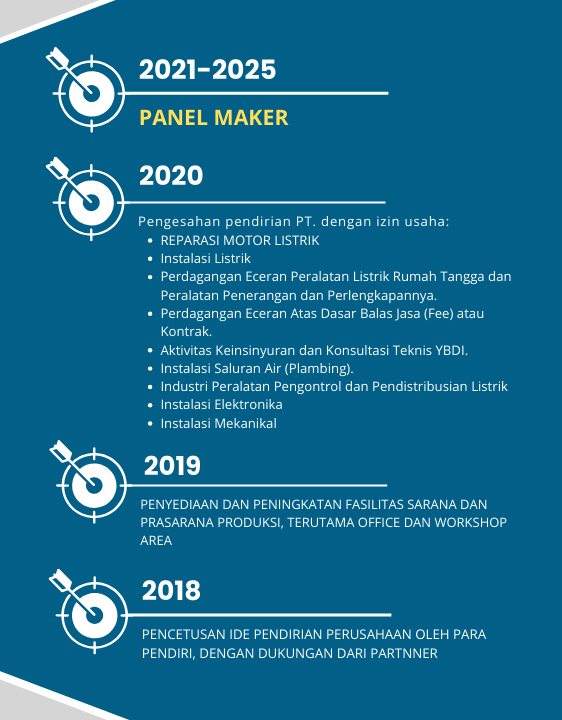 2021-2025
PANEL MAKER
2020
Pengesahan pendirian PT. dengan izin usaha:
• REPARASI MOTOR LISTRIK
• Instalasi Listrik
• Perdagangan Eceran Peralatan Listrik Rumah Tangga dan
Peralatan Penerangan dan Perlengkapannya.
• Perdagangan Eceran Atas Dasar Balas Jasa (Fee) atau
Kontrak.
• Aktivitas Keinsinyuran dan Konsultasi Teknis YBDI.
• Instalasi Saluran Air (Plambing).
• Industri Peralatan Pengontrol dan Pendistribusian Listrik
• Instalasi Elektronika
• Instalasi Mekanikal
2019
PENYEDIAAN DAN PENINGKATAN FASILITAS SARANA DAN
PRASARANA PRODUKSI, TERUTAMA OFFICE DAN WORKSHOP
AREA
2018
PENCETUSAN IDE PENDIRIAN PERUSAHAAN OLEH PARA
PENDIRI, DENGAN DUKUNGAN DARI PARTNNER